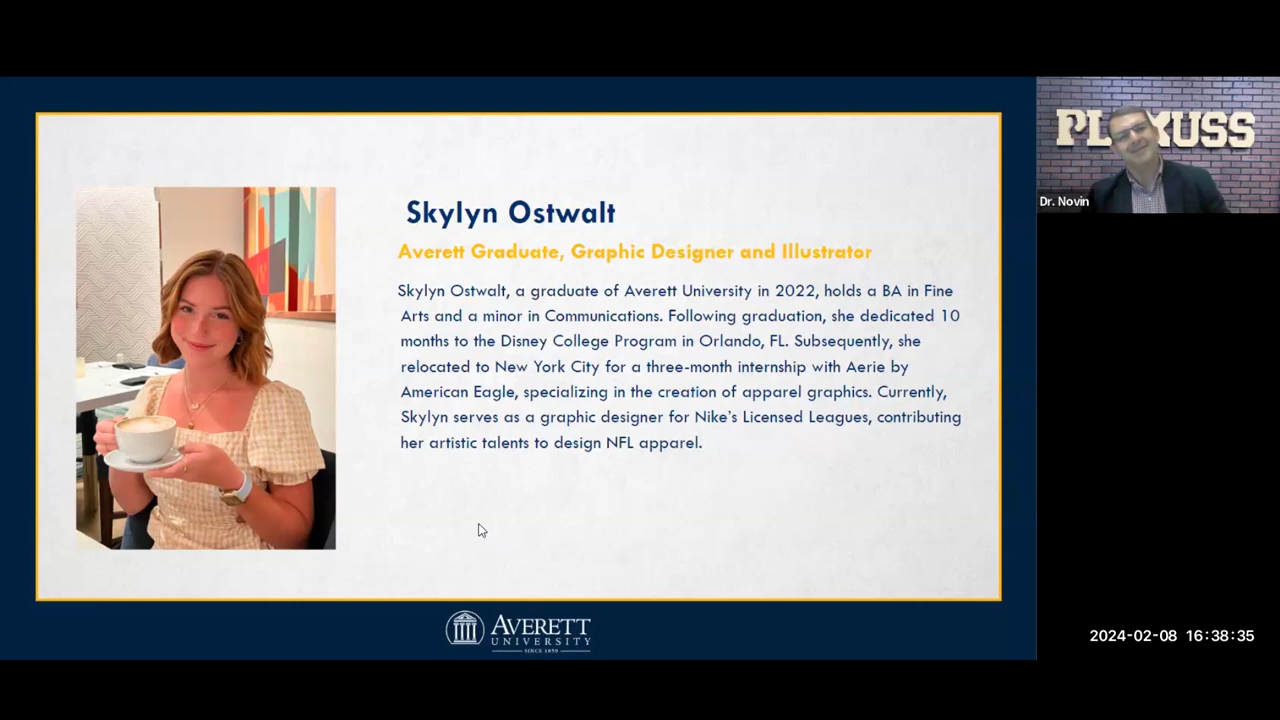 Skylyn Ostwalt
Averett Graduate, Graphic Designer and Illustrator
Skylyn Ostwalt, a graduate of Averett University in 2022, holds a BA in Fine
Arts and a minor in Communications. Following graduation, she dedicated 10
months to the Disney College Program in Orlando, FL. Subsequently, she
relocated to New York City for a three-month internship with Aerie by
American Eagle, specializing in the creation of apparel graphics. Currently,
Skylyn serves as a graphic designer for Nike's Licensed Leagues, contributing
her artistic talents to design NFL apparel.
AVERETT
UNIVERSITY
SINCE 1859
PL XUSS
Dr. Novin
2024-02-08 16:38:35